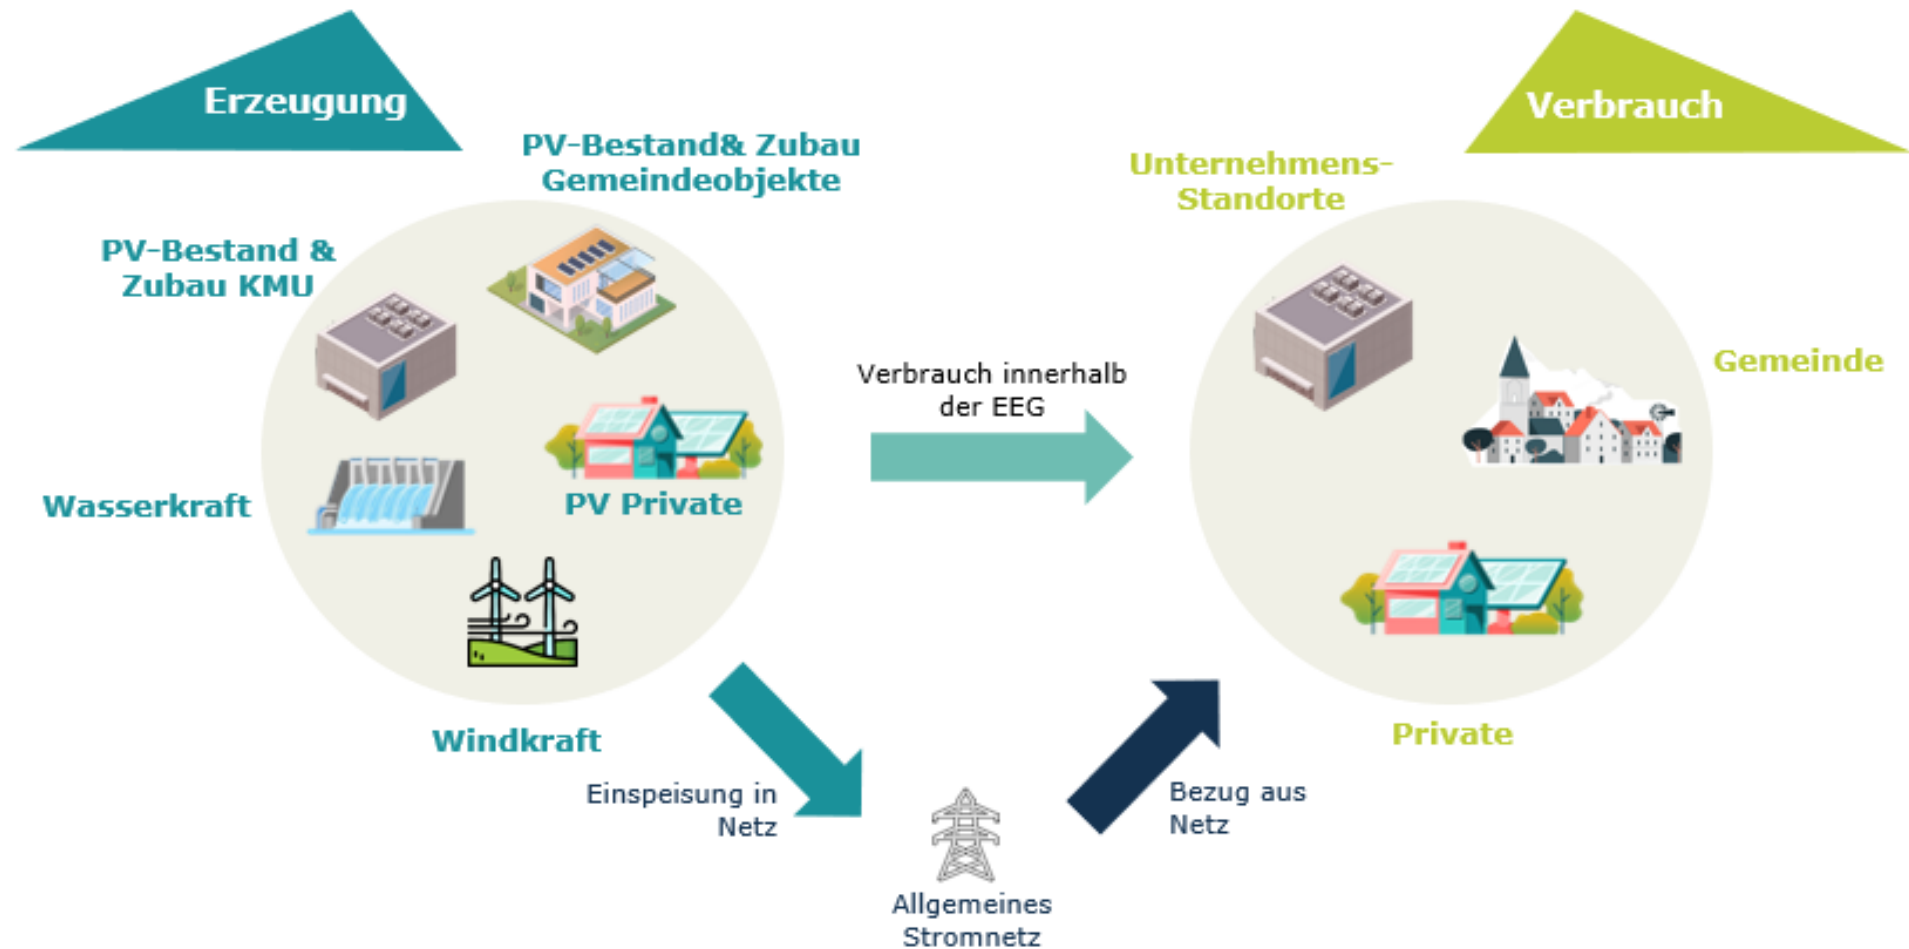 Erzeugung
Verbrauch
PV-Bestand& Zubau
Gemeindeobjekte
Unternehmens-
Standorte
PV-Bestand &
Zubau KMU
Verbrauch innerhalb
der EEG
Gemeinde
Wasserkraft
PV Private
Windkraft
Private
Einspeisung in
Netz
Bezug aus
Netz
Allgemeines
Stromnetz